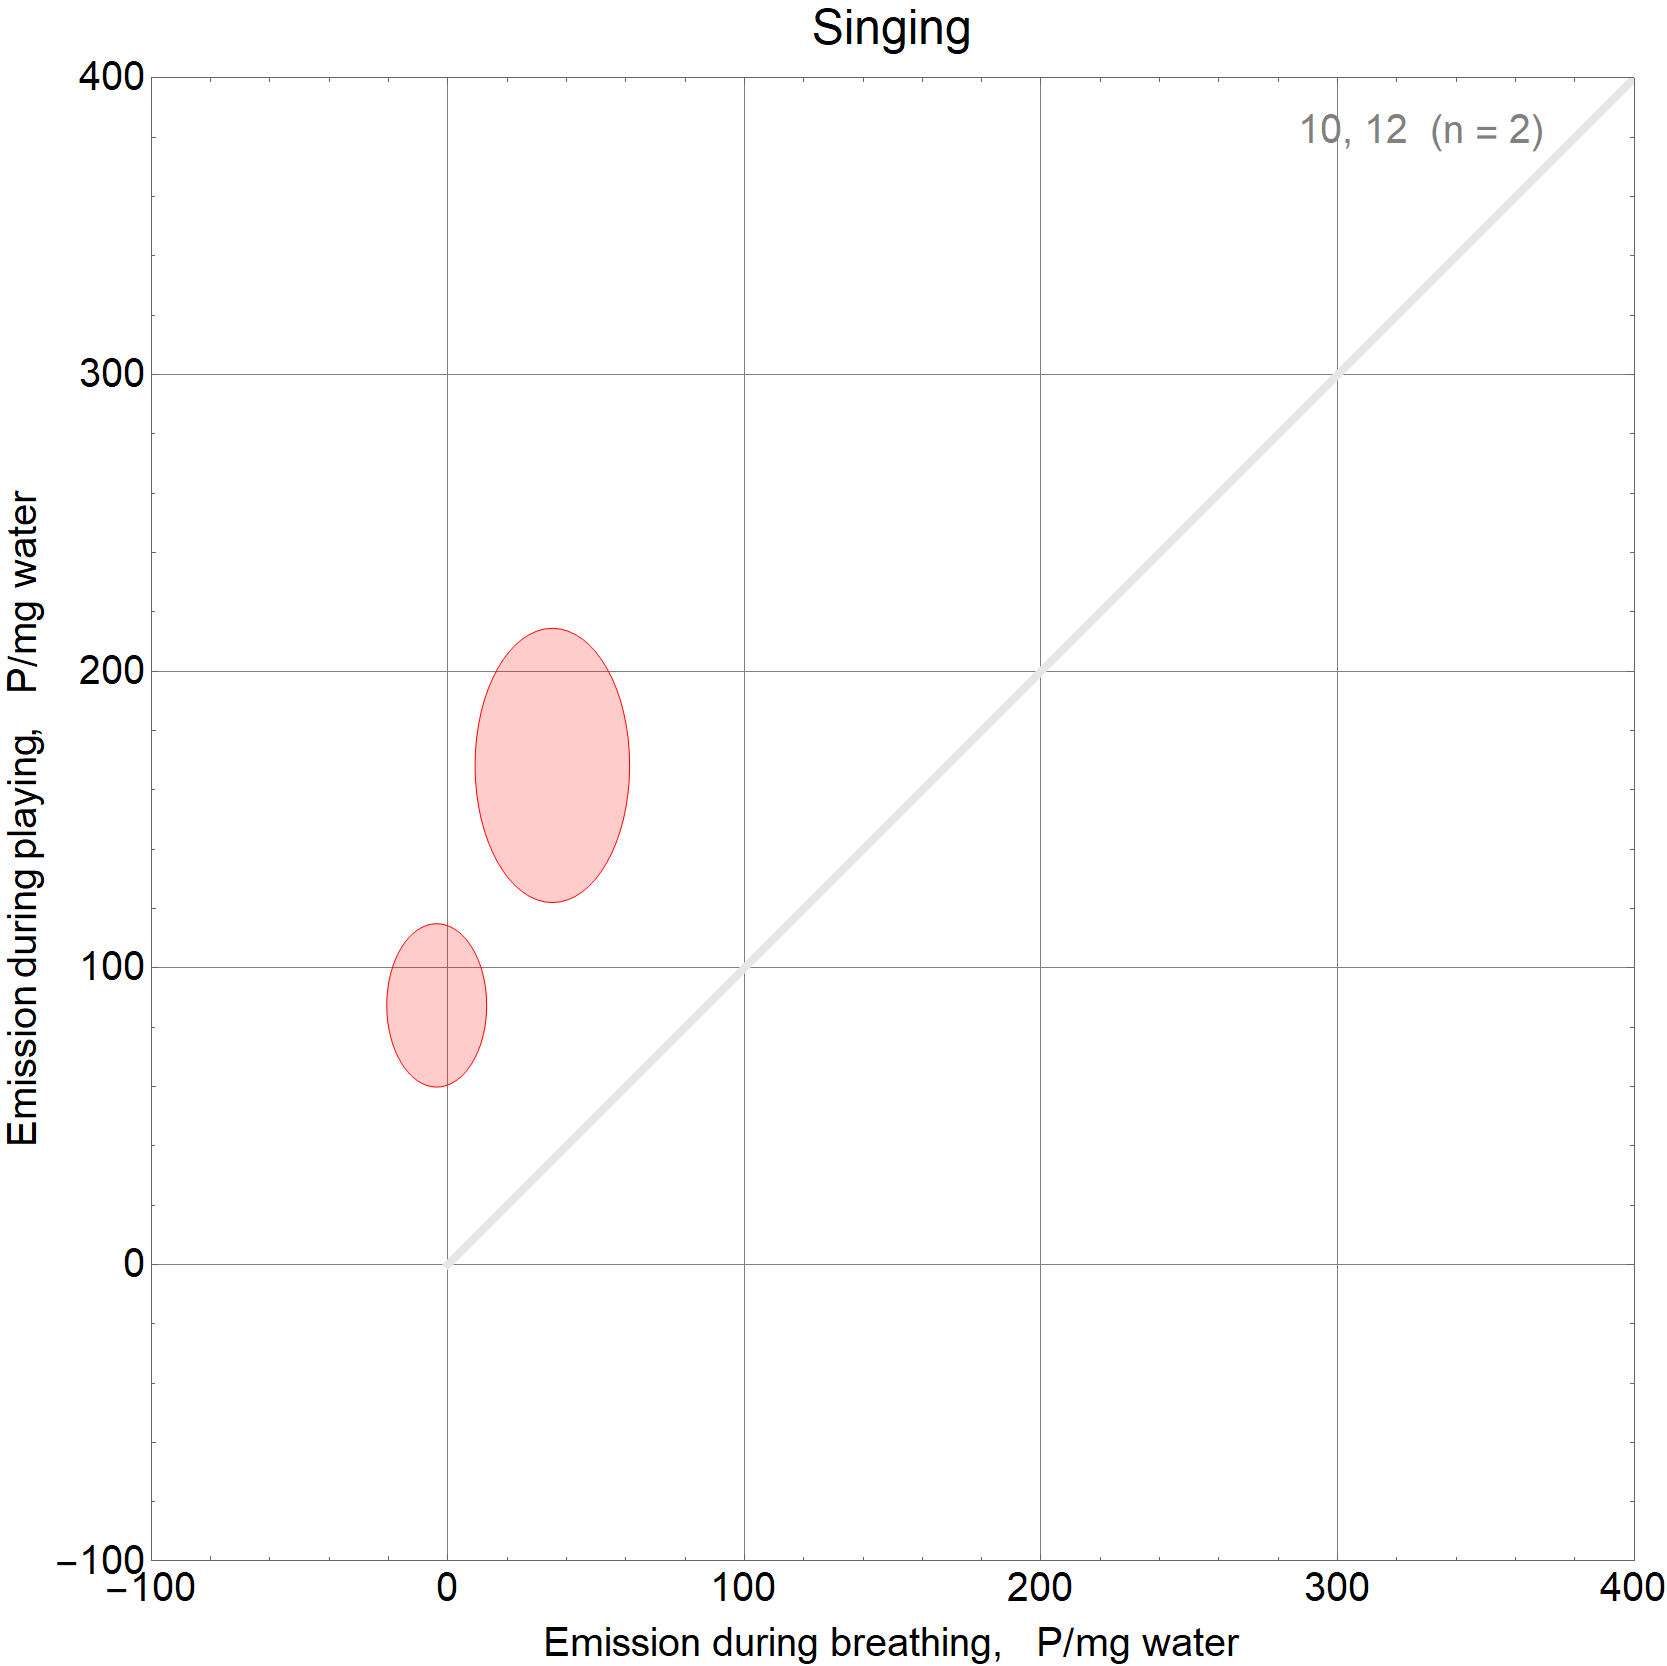 Singing
400
10, 12 (n = 2)
300
200
100
0
−100
Emission during playing, P/mg water
−100 0 100 200 300 400
Emission during breathing, P/mg water